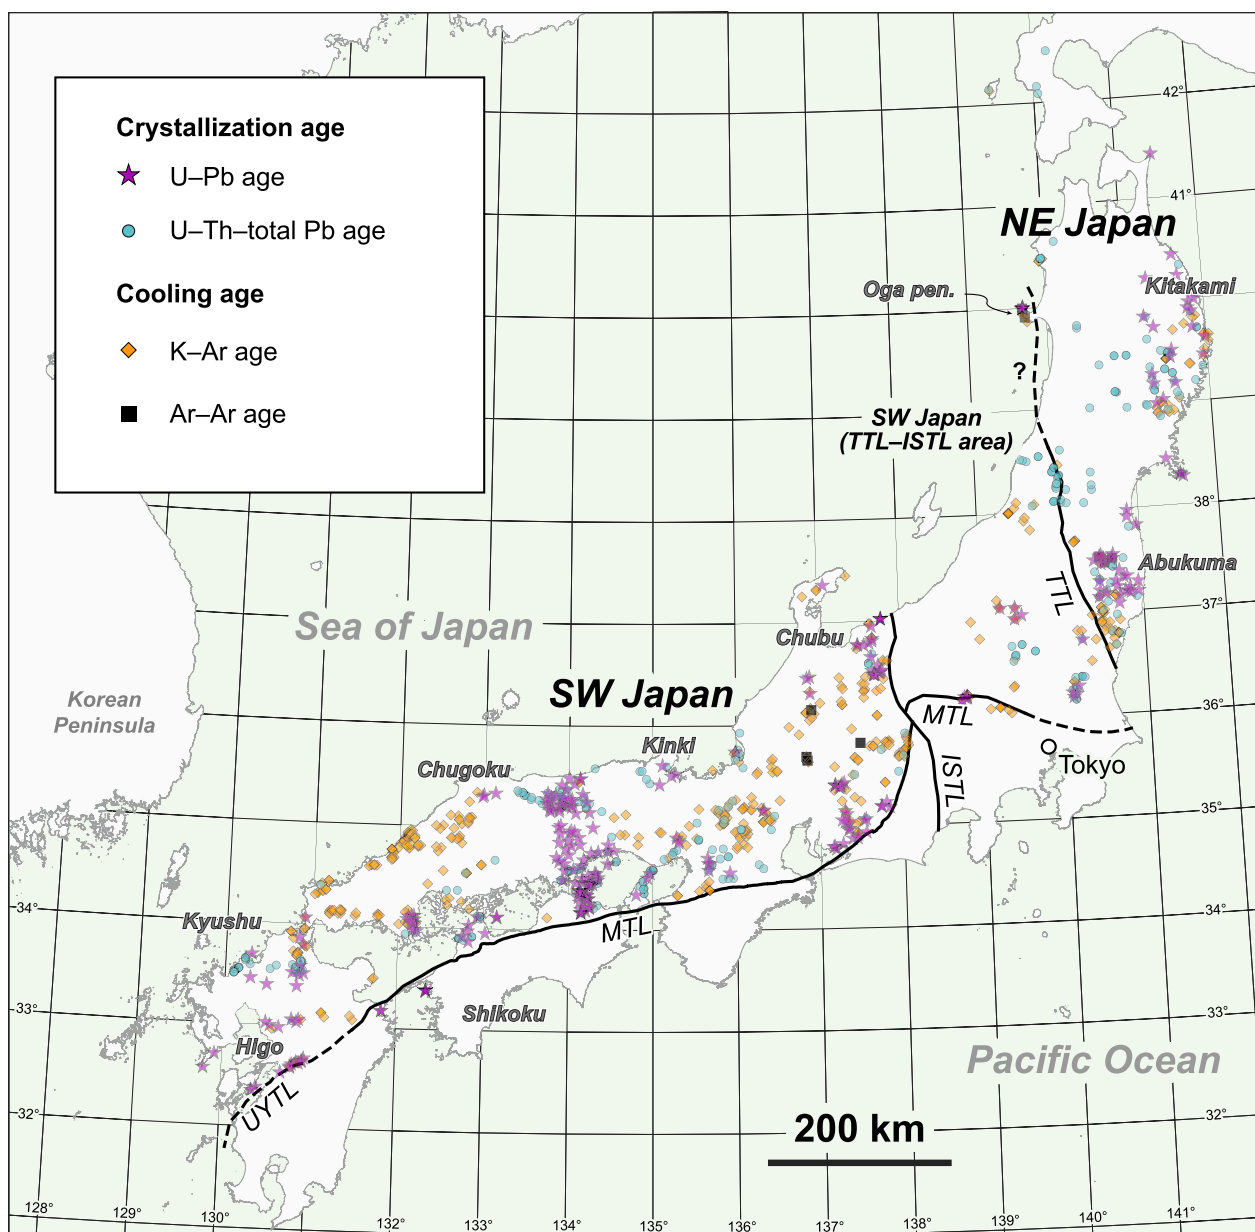 Crystallization age
U–Pb age
U–Th–total Pb age
Cooling age
K–Ar age
Ar–Ar age
42°
41°
NE Japan
Oga pen.
Kitakami
?
SW Japan
(TTL–ISTL area)
38°
Abukuma
TTL
37°
Sea of Japan
Chubu
Korean
Peninsula
SW Japan
36°
MTL
Kinki
Tokyo
Chugoku
ISTL
35°
34°
Kyushu
34°
MTL
33°
Shikoku
33°
Higo
Pacific Ocean
UYTL
32°
32°
200 km
128°
129°
130°
132°
133°
134°
135°
136°
137°
138°
139°
140°
141°